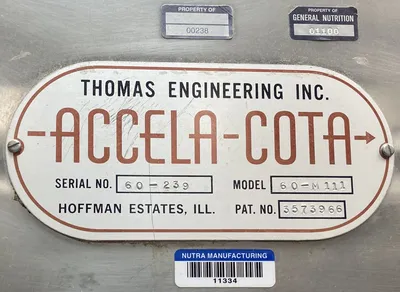 PROPERTY OF
00238
PROPERTY OF
GENERAL NUTRITION
01100
THOMAS ENGINEERING INC.
ACCELA-COTA
SERIAL NO. 60-239 MODEL 60-M111
HOFFMAN ESTATES, ILL. PAT. NO. 3573966
NUTRA MANUFACTURING
11334